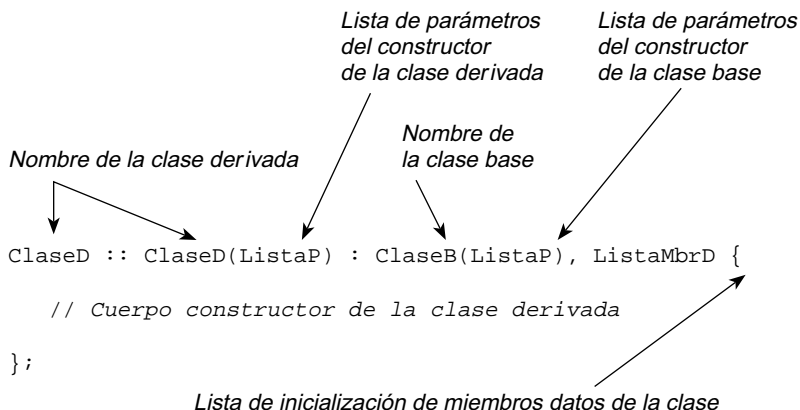 Lista de parámetros
del constructor
de la clase derivada
Lista de parámetros
del constructor
de la clase base
Nombre de la clase derivada
Nombre de
la clase base
ClaseD :: ClaseD(ListaP) : ClaseB(ListaP), ListaMbrD {
// Cuerpo constructor de la clase derivada
};
Lista de inicialización de miembros datos de la clase